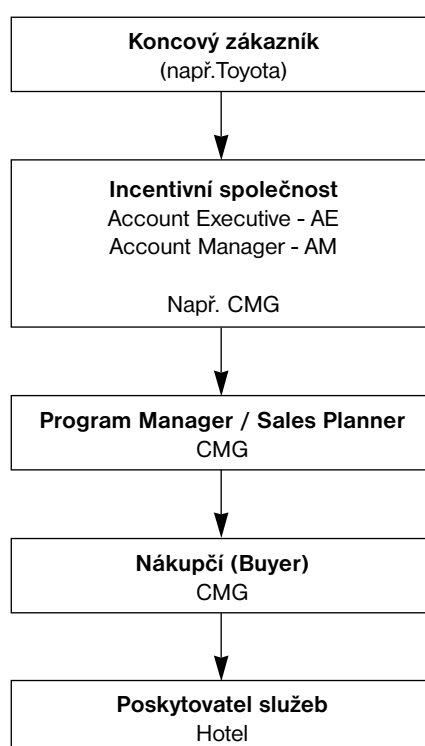 Koncový zákazník
(např.Toyota)
Incentivní společnost
Account Executive - AE
Account Manager - AM
Např. CMG
Program Manager / Sales Planner
CMG
Nákupčí (Buyer)
CMG
Poskytovatel služeb
Hotel